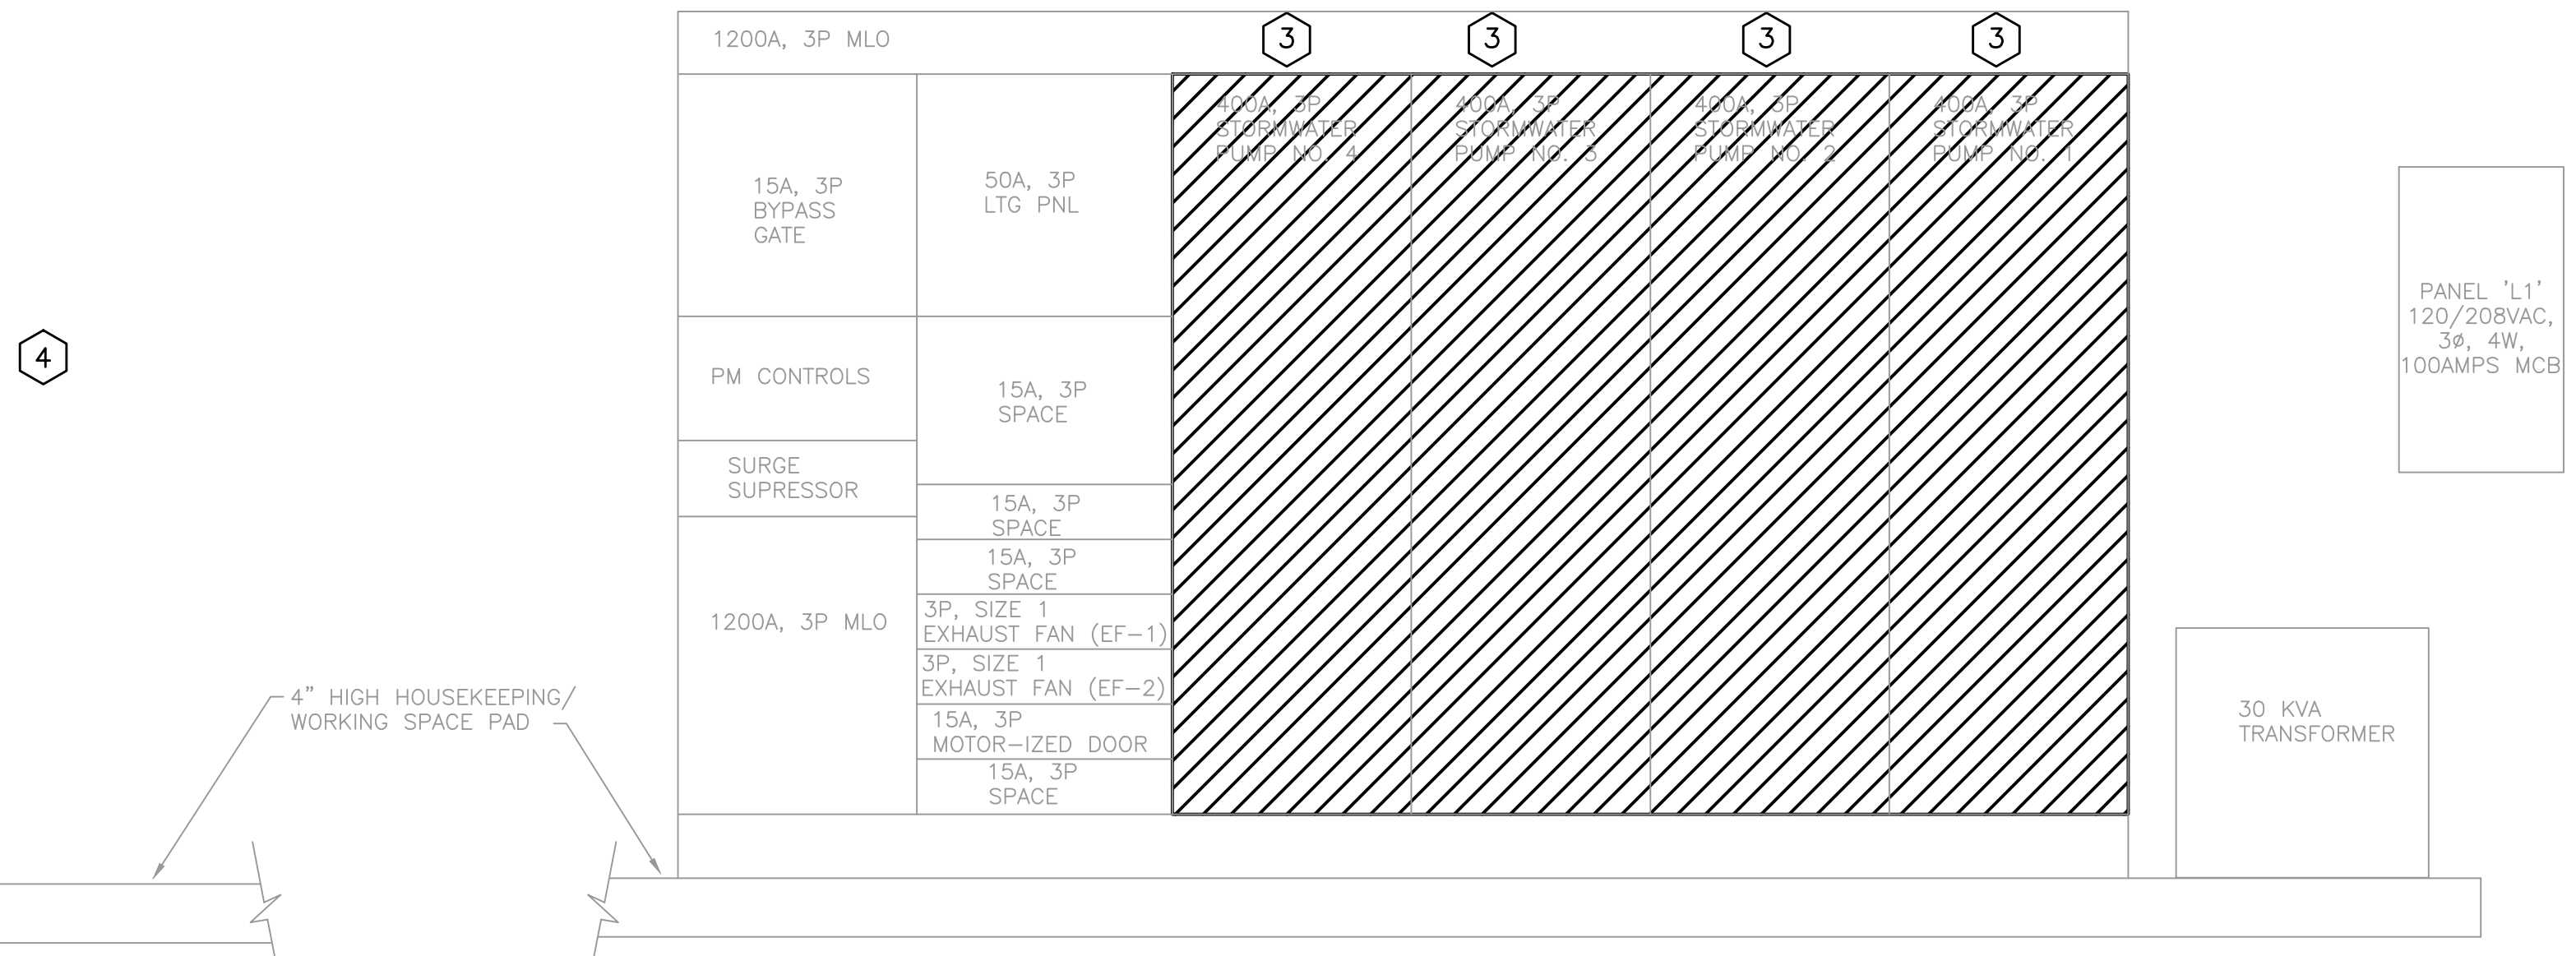 1200A, 3P MLO
3
3
3
3
400A, 3P
STORMWATER
PUMP NO. 4
400A, 3P
STORMWATER
PUMP NO. 3
400A, 3P
STORMWATER
PUMP NO. 2
400A, 3P
STORMWATER
PUMP NO. 1
15A, 3P
BYPASS
GATE
50A, 3P
LTG PNL
PANEL 'L1'
120/208VAC,
3ø, 4W,
100AMPS MCB
4
PM CONTROLS
15A, 3P
SPACE
SURGE
SUPRESSOR
15A, 3P
SPACE
15A, 3P
SPACE
1200A, 3P MLO
3P, SIZE 1
EXHAUST FAN (EF-1)
3P, SIZE 1
EXHAUST FAN (EF-2)
15A, 3P
MOTOR-IZED DOOR
15A, 3P
SPACE
4" HIGH HOUSEKEEPING/
WORKING SPACE PAD
30 KVA
TRANSFORMER